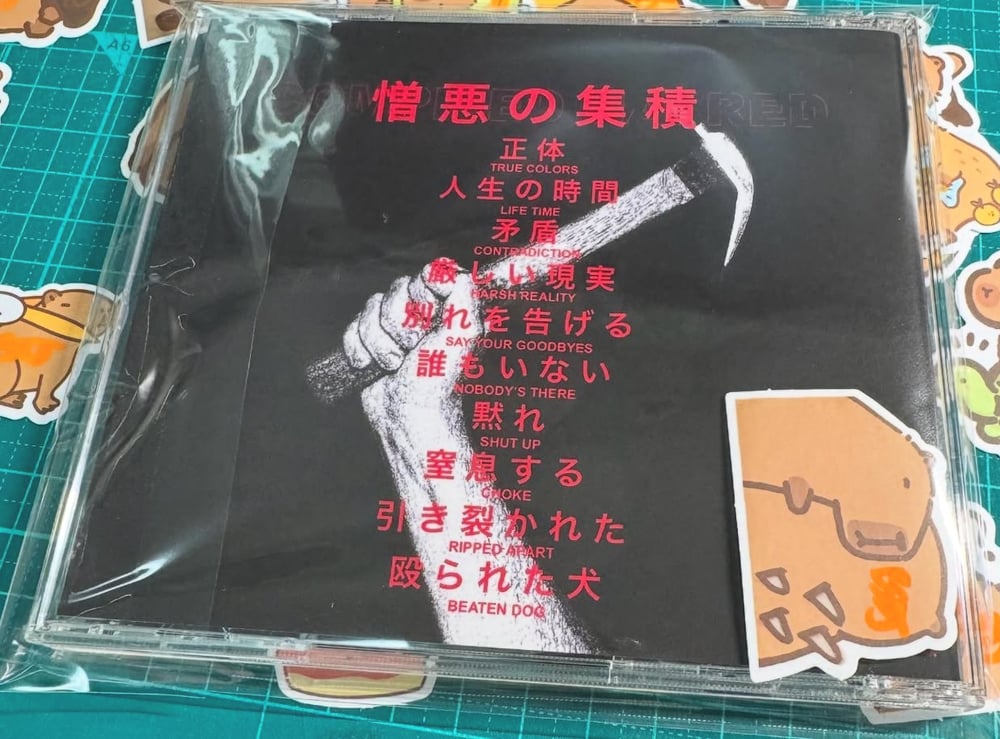 A6
憎悪の集積
正体
TRUE COLORS
人生の時間
LIFE TIME
矛盾
CONTRADICTION
厳しい現実
HARSH REALITY
別れを告げる
SAY YOUR GOODBYES
誰もいない
NOBODY'S THERE
黙れ
SHUT UP
窒息する
CHOKE
引き裂かれた
RIPPED APART
殴られた犬
BEATEN DOG